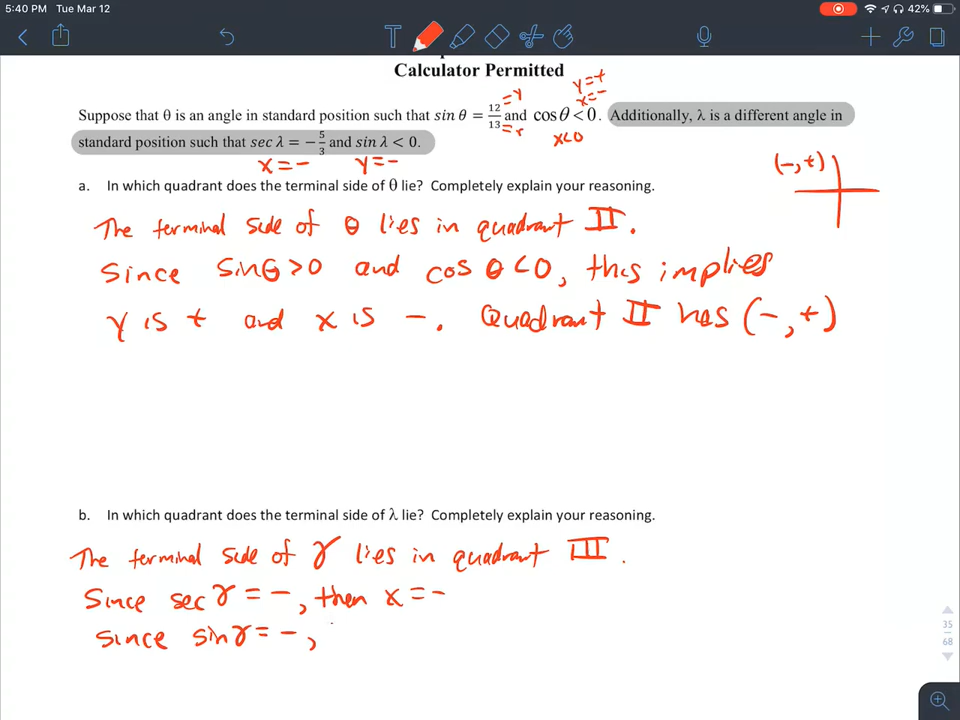 5:40 PM Tue Mar 12
42%
T
Calculator Permitted
y=+
x=-
Suppose that θ is an angle in standard position such that sin θ = 12/13 and cos θ < 0. Additionally, λ is a different angle in
=y
=r
x<0
standard position such that sec λ = −5/3 and sin λ < 0.
x=- y=-
(-,+)
a. In which quadrant does the terminal side of θ lie? Completely explain your reasoning.
The terminal side of θ lies in quadrant II.
Since sinθ>0 and cos θ<0, this implies
y is + and x is -. Quadrant II has (-,+)
b. In which quadrant does the terminal side of λ lie? Completely explain your reasoning.
The terminal side of γ lies in quadrant III.
Since sec γ = -, then x = -
Since sin γ = -,
35
68